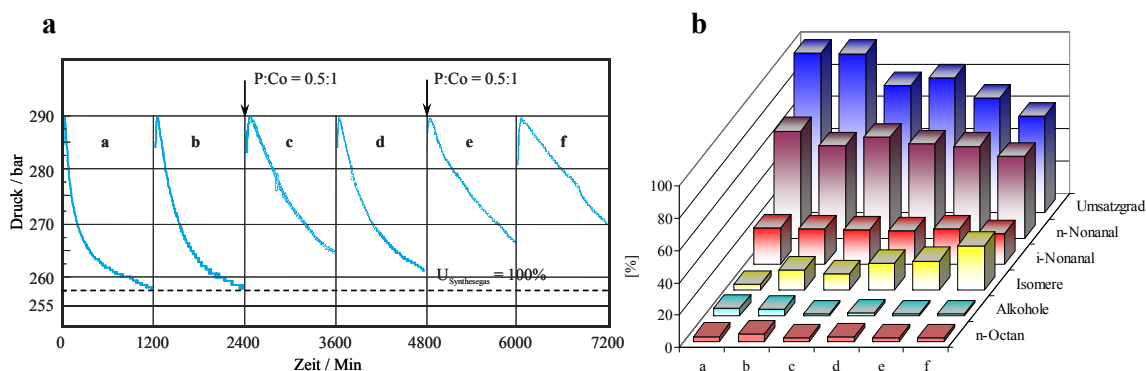 a
P:Co = 0.5:1
P:Co = 0.5:1
Druck / bar
290
280
270
260
255
a
b
c
d
e
f
U Synthesegas = 100%
0
1200
2400
3600
4800
6000
7200
Zeit / Min
b
[%]
100
80
60
40
20
0
Umsatzgrad
n-Nonanal
i-Nonanal
Isomere
Alkohole
n-Octan
a
b
c
d
e
f